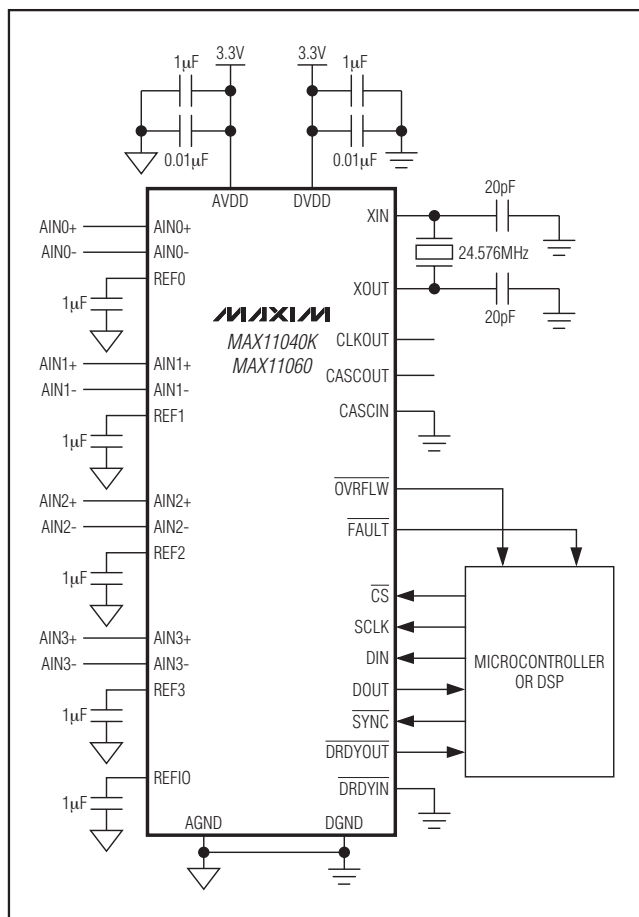 3.3V 3.3V
1µF 1µF
0.01µF 0.01µF
AVDD DVDD
XIN
20pF
24.576MHz
XOUT
20pF
AIN0+ AIN0+
AIN0- AIN0-
REF0
1µF
MAXIM
MAX11040K
MAX11060
CLKOUT
CASCOUT
CASCIN
AIN1+ AIN1+
AIN1- AIN1-
REF1
1µF
OVRFLW
FAULT
AIN2+ AIN2+
AIN2- AIN2-
REF2
1µF
CS
SCLK
DIN
DOUT
SYNC
DRDYOUT
DRDYIN
MICROCONTROLLER
OR DSP
AIN3+ AIN3+
AIN3- AIN3-
REF3
1µF
REFIO
1µF
AGND DGND